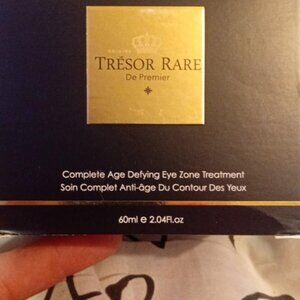 TRÉSOR RARE
De Premier
Complete Age Defying Eye Zone Treatment
Soin Complet Anti-âge Du Contour Des Yeux
60ml e 2.04Fl.oz